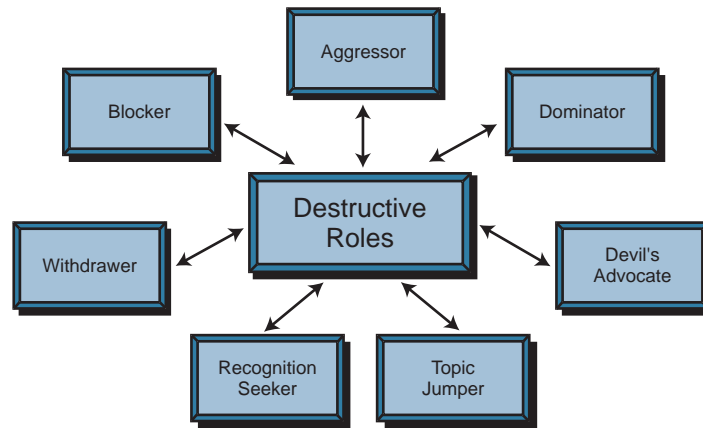 Aggressor
Blocker
Dominator
Destructive
Roles
Withdrawer
Devil's
Advocate
Recognition
Seeker
Topic
Jumper